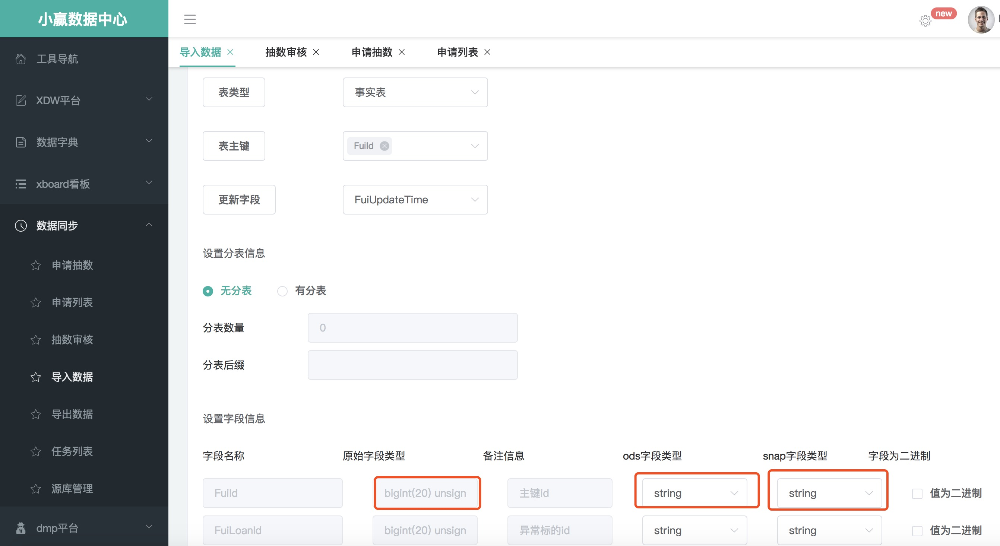 小赢数据中心
new
工具导航
XDW平台
数据字典
xboard看板
数据同步
申请抽数
申请列表
抽数审核
导入数据
导出数据
任务列表
源库管理
dmp平台
导入数据 抽数审核 申请抽数 申请列表
表类型 事实表
表主键 FuiId
更新字段 FuiUpdateTime
设置分表信息
无分表 有分表
分表数量 0
分表后缀
设置字段信息
字段名称 原始字段类型 备注信息 ods字段类型 snap字段类型 字段为二进制
FuiId bigint(20) unsign 主键id string string 值为二进制
FuiLoanId bigint(20) unsign 异常标的id string string 值为二进制